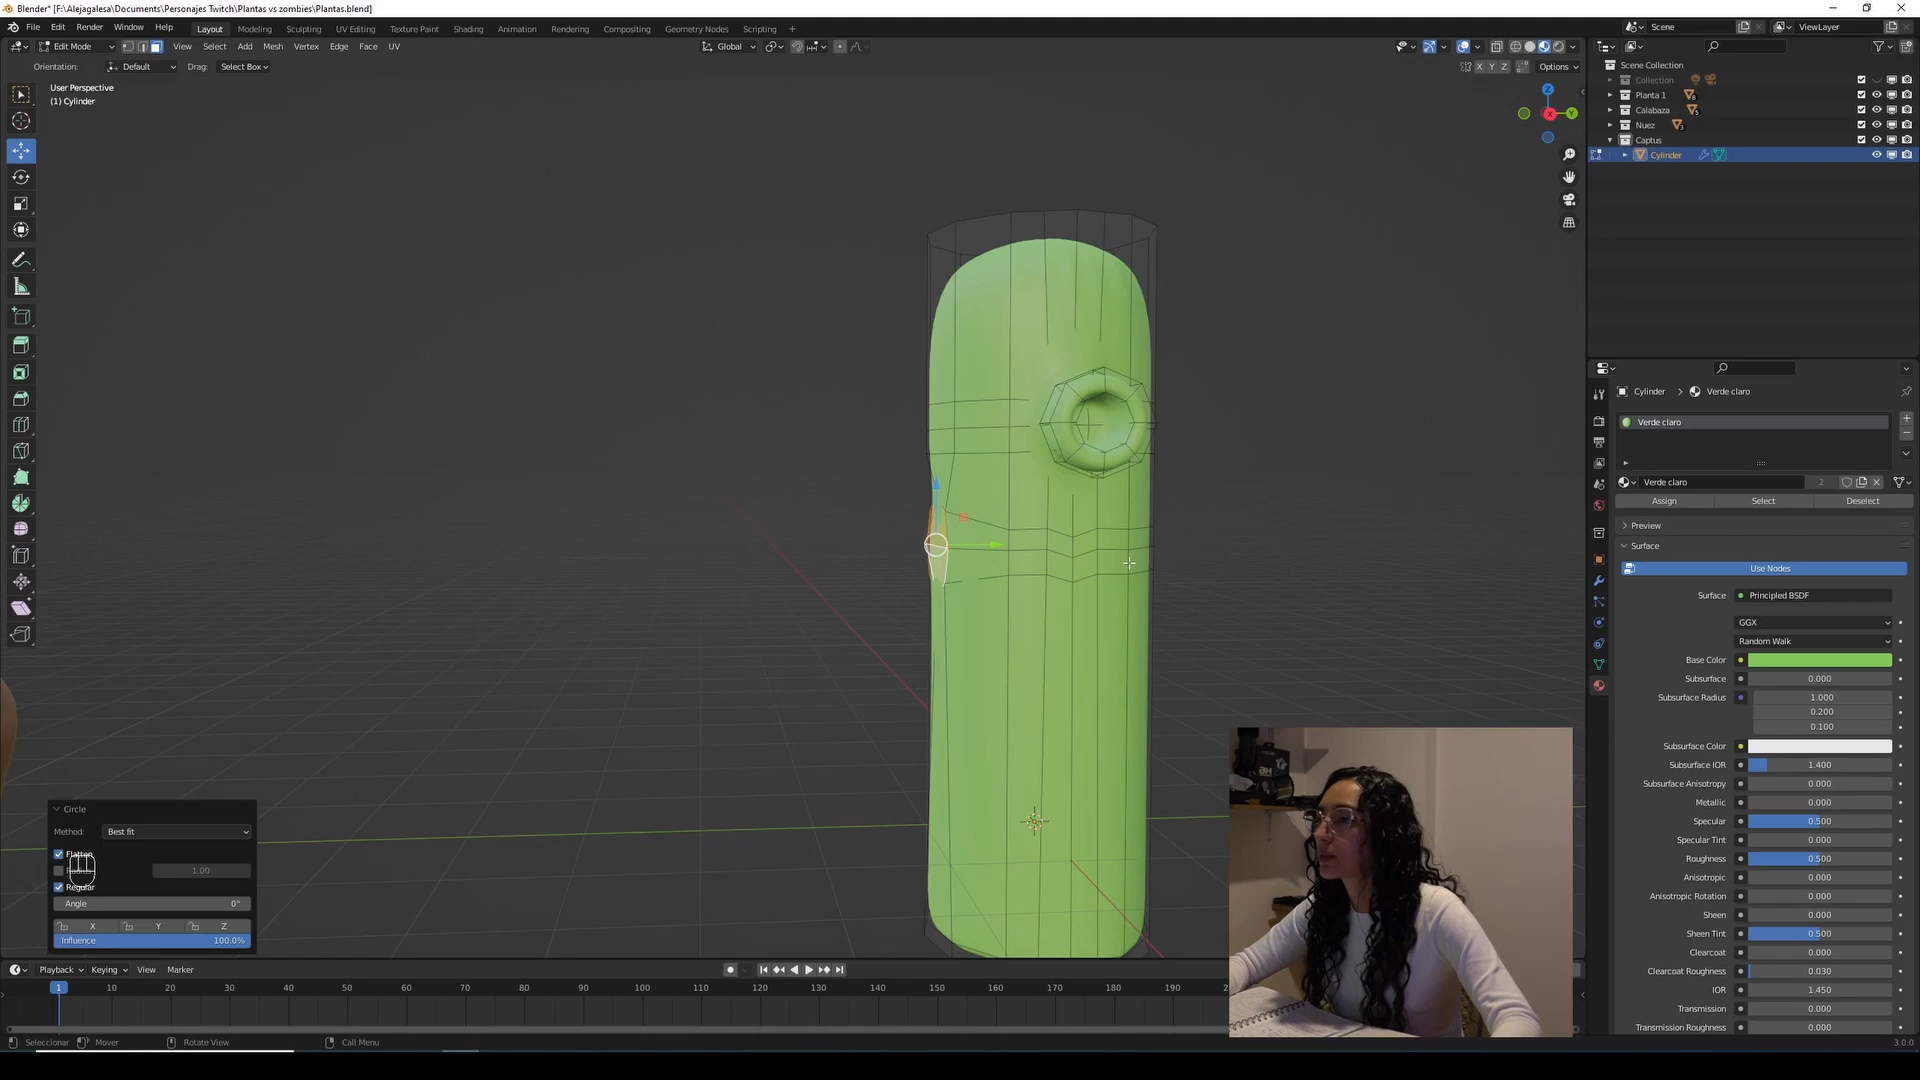 Blender* [F:\Alejagalesa\Documents\Personajes Twitch\Plantas vs zombies\Plantas.blend]
File Edit Render Window Help Layout Modeling Sculpting UV Editing Texture Paint Shading Animation Rendering Compositing Geometry Nodes Scripting + Scene ViewLayer
Edit Mode View Select Add Mesh Vertex Edge Face UV Global
Orientation: Default Drag: Select Box X Y Z Options
User Perspective
(1) Cylinder
Z
X
Y
Scene Collection
Collection
Planta 1
Calabaza
Nuez
Captus
Cylinder
Cylinder > Verde claro
Verde claro
Verde claro 2
Assign Select Deselect
Preview
Surface
Use Nodes
Surface Principled BSDF
GGX
Random Walk
Base Color
Subsurface 0.000
Subsurface Radius 1.000
0.200
0.100
Subsurface Color
Subsurface IOR 1.400
Subsurface Anisotropy 0.000
Metallic 0.000
Specular 0.500
Specular Tint 0.000
Roughness 0.500
Anisotropic 0.000
Anisotropic Rotation 0.000
Sheen 0.000
Sheen Tint 0.500
Clearcoat 0.000
Clearcoat Roughness 0.030
IOR 1.450
Transmission 0.000
Transmission Roughness 0.000
Circle
Method: Best fit
Flatten
1.00
Regular
Angle 0°
X Y Z
Influence 100.0%
Playback Keying View Marker
1 10 20 30 40 50 60 70 80 90 100 110 120 130 140 150 160 170 180 190
Seleccionar Mover Rotate View Call Menu 3.0.0